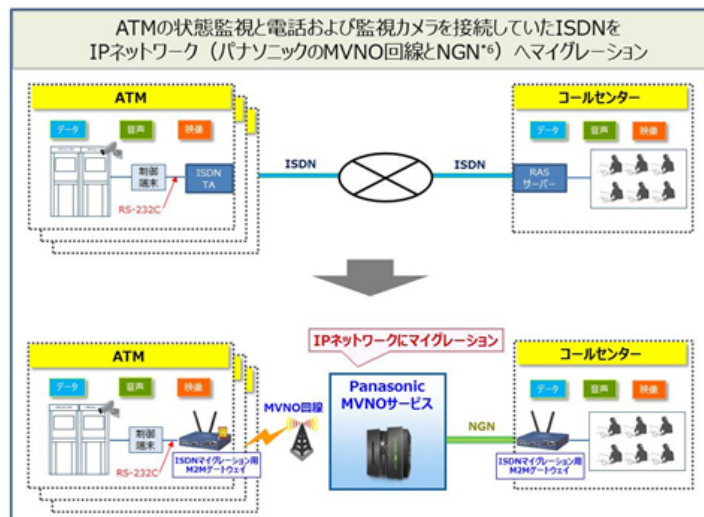 ATMの状態監視と電話および監視カメラを接続していたISDNを
IPネットワーク（パナソニックのMVNO回線とNGN*6）へマイグレーション
ATM
データ 音声 映像
制御
端末
ISDN
TA
RS-232C
ISDN
ISDN
コールセンター
データ 音声 映像
RAS
サーバー
IPネットワークにマイグレーション
ATM
データ 音声 映像
制御
端末
RS-232C
ISDNマイグレーション用
M2Mゲートウェイ
MVNO回線
Panasonic
MVNOサービス
NGN
コールセンター
データ 音声 映像
ISDNマイグレーション用
M2Mゲートウェイ